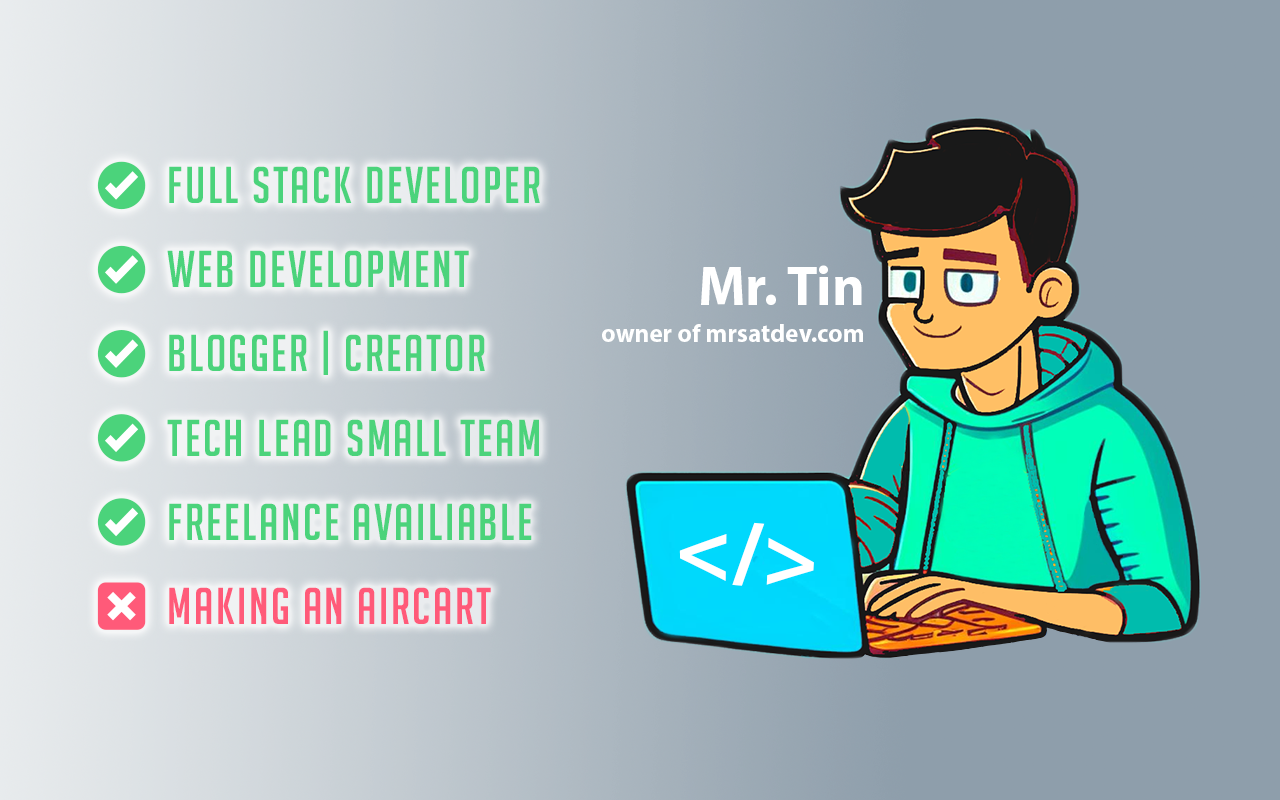 FULL STACK DEVELOPER
WEB DEVELOPMENT
BLOGGER | CREATOR
TECH LEAD SMALL TEAM
FREELANCE AVAILIABLE
MAKING AN AIRCART
Mr. Tin
owner of mrsatdev.com
</>